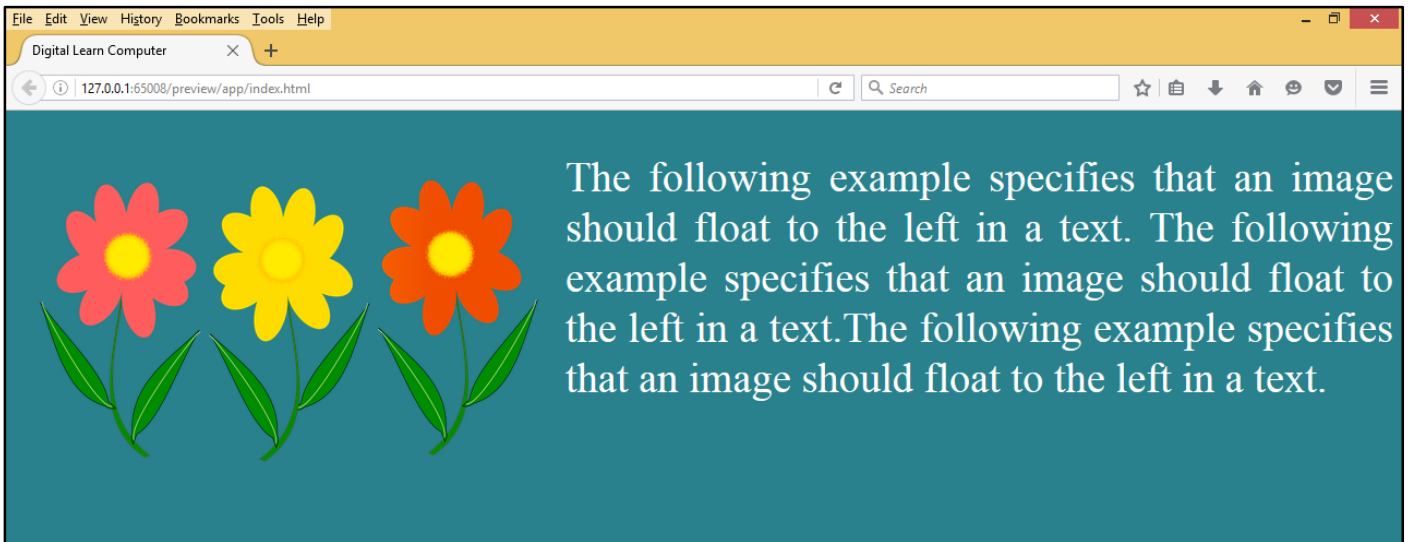 File Edit View History Bookmarks Tools Help
Digital Learn Computer
127.0.0.1:65008/preview/app/index.html
Search
The following example specifies that an image
should float to the left in a text. The following
example specifies that an image should float to
the left in a text.The following example specifies
that an image should float to the left in a text.